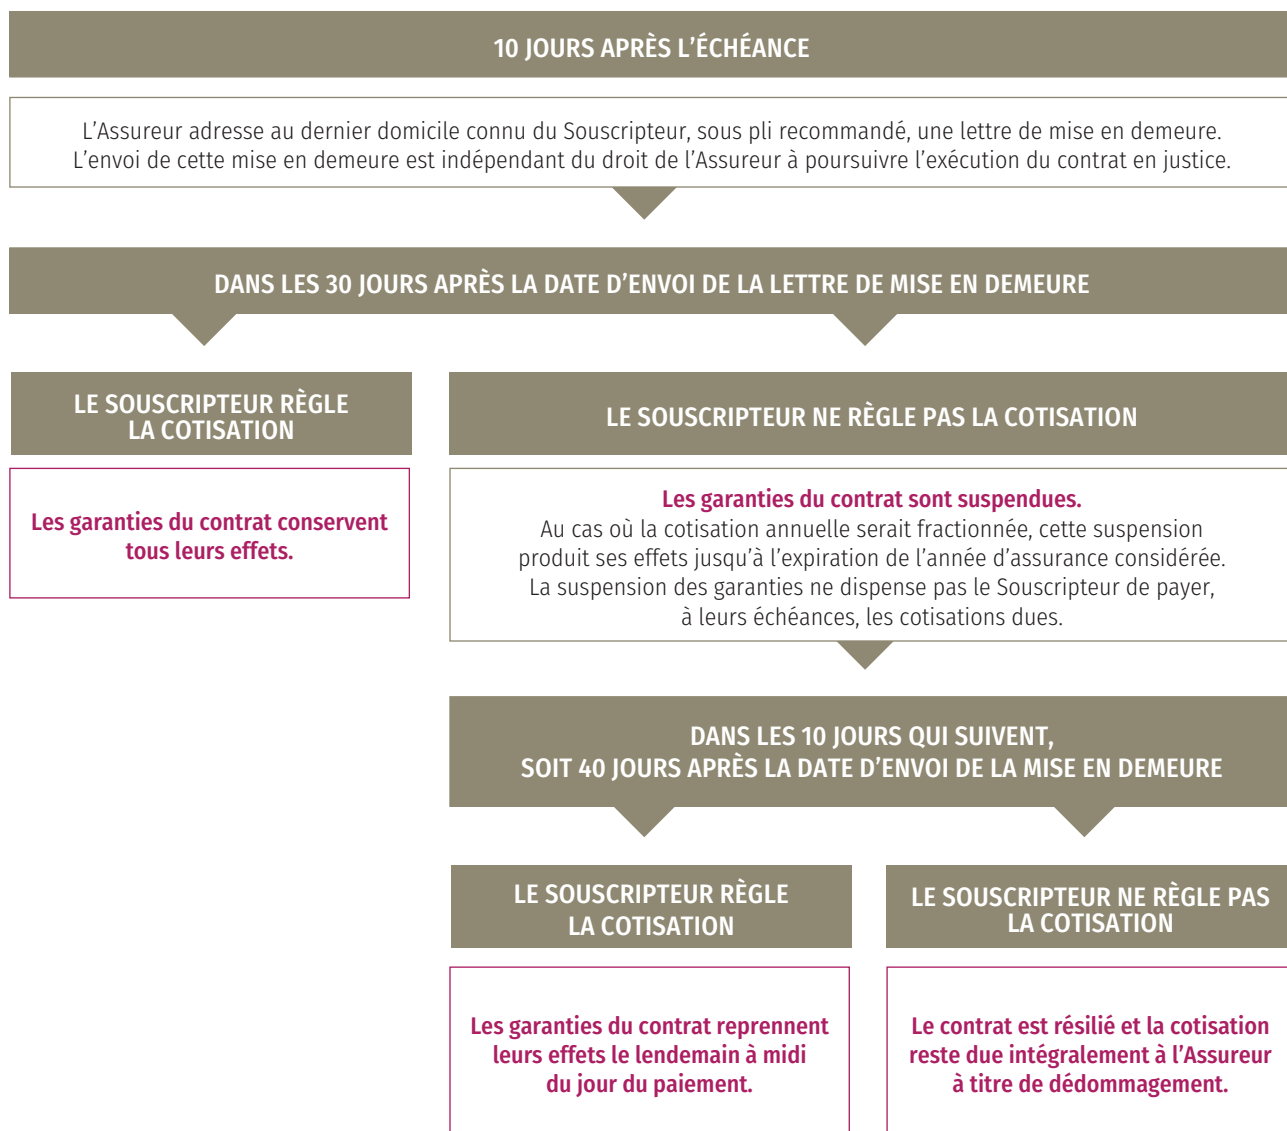 10 JOURS APRÈS L’ÉCHÉANCE
L’Assureur adresse au dernier domicile connu du Souscripteur, sous pli recommandé, une lettre de mise en demeure.
L’envoi de cette mise en demeure est indépendant du droit de l’Assureur à poursuivre l’exécution du contrat en justice.
DANS LES 30 JOURS APRÈS LA DATE D’ENVOI DE LA LETTRE DE MISE EN DEMEURE
LE SOUSCRIPTEUR RÈGLE
LA COTISATION
Les garanties du contrat conservent
tous leurs effets.
LE SOUSCRIPTEUR NE RÈGLE PAS LA COTISATION
Les garanties du contrat sont suspendues.
Au cas où la cotisation annuelle serait fractionnée, cette suspension
produit ses effets jusqu’à l’expiration de l’année d’assurance considérée.
La suspension des garanties ne dispense pas le Souscripteur de payer,
à leurs échéances, les cotisations dues.
DANS LES 10 JOURS QUI SUIVENT,
SOIT 40 JOURS APRÈS LA DATE D’ENVOI DE LA MISE EN DEMEURE
LE SOUSCRIPTEUR RÈGLE
LA COTISATION
Les garanties du contrat reprennent
leurs effets le lendemain à midi
du jour du paiement.
LE SOUSCRIPTEUR NE RÈGLE PAS
LA COTISATION
Le contrat est résilié et la cotisation
reste due intégralement à l’Assureur
à titre de dédommagement.